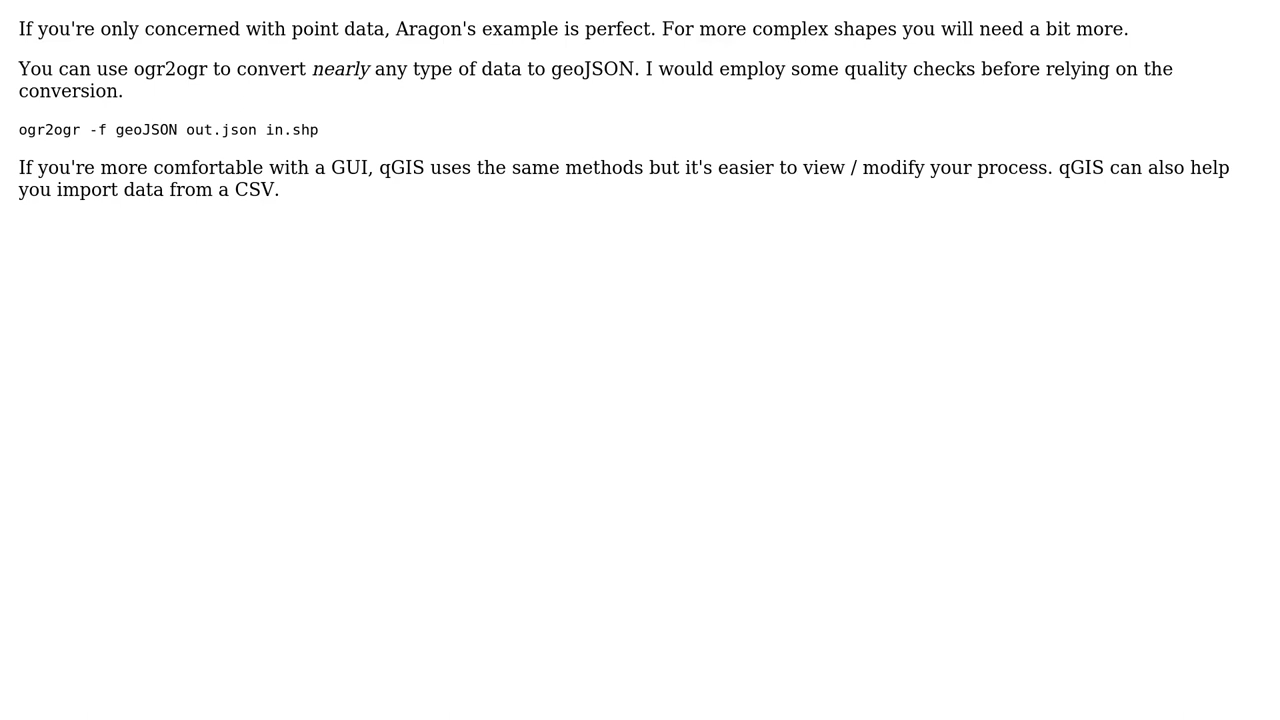 If you're only concerned with point data, Aragon's example is perfect. For more complex shapes you will need a bit more.
You can use ogr2ogr to convert nearly any type of data to geoJSON. I would employ some quality checks before relying on the
conversion.
ogr2ogr -f geoJSON out.json in.shp
If you're more comfortable with a GUI, qGIS uses the same methods but it's easier to view / modify your process. qGIS can also help
you import data from a CSV.